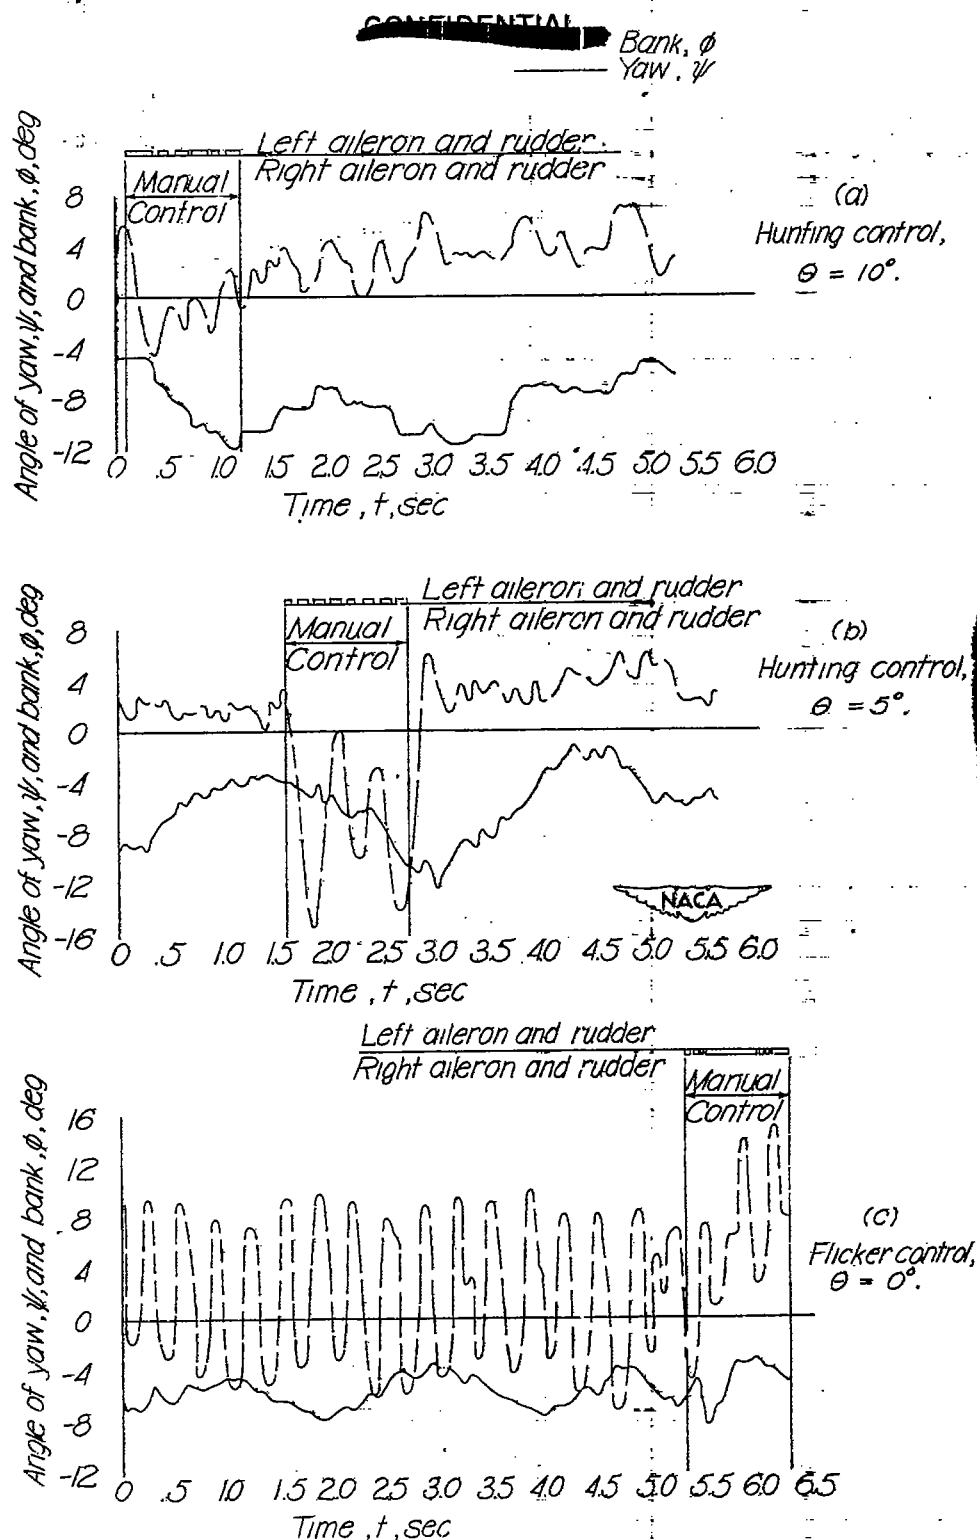 CONFIDENTIAL
Bank, φ
Yaw, ψ
Left aileron and rudder
Right aileron and rudder
Manual
Control
Angle of yaw, ψ, and bank, φ, deg
8
4
0
-4
-8
-12
0 .5 1.0 1.5 2.0 2.5 3.0 3.5 4.0 4.5 5.0 5.5 6.0
Time, t, sec
(a)
Hunting control,
θ = 10°.
Left aileron and rudder
Right aileron and rudder
Manual
Control
Angle of yaw, ψ, and bank, φ, deg
8
4
0
-4
-8
-12
-16
0 .5 1.0 1.5 2.0 2.5 3.0 3.5 4.0 4.5 5.0 5.5 6.0
Time, t, sec
(b)
Hunting control,
θ = 5°.
NACA
Left aileron and rudder
Right aileron and rudder
Manual
Control
Angle of yaw, ψ, and bank, φ, deg
16
12
8
4
0
-4
-8
-12
0 .5 1.0 1.5 2.0 2.5 3.0 3.5 4.0 4.5 5.0 5.5 6.0 6.5
Time, t, sec
(c)
Flicker control,
θ = 0°.